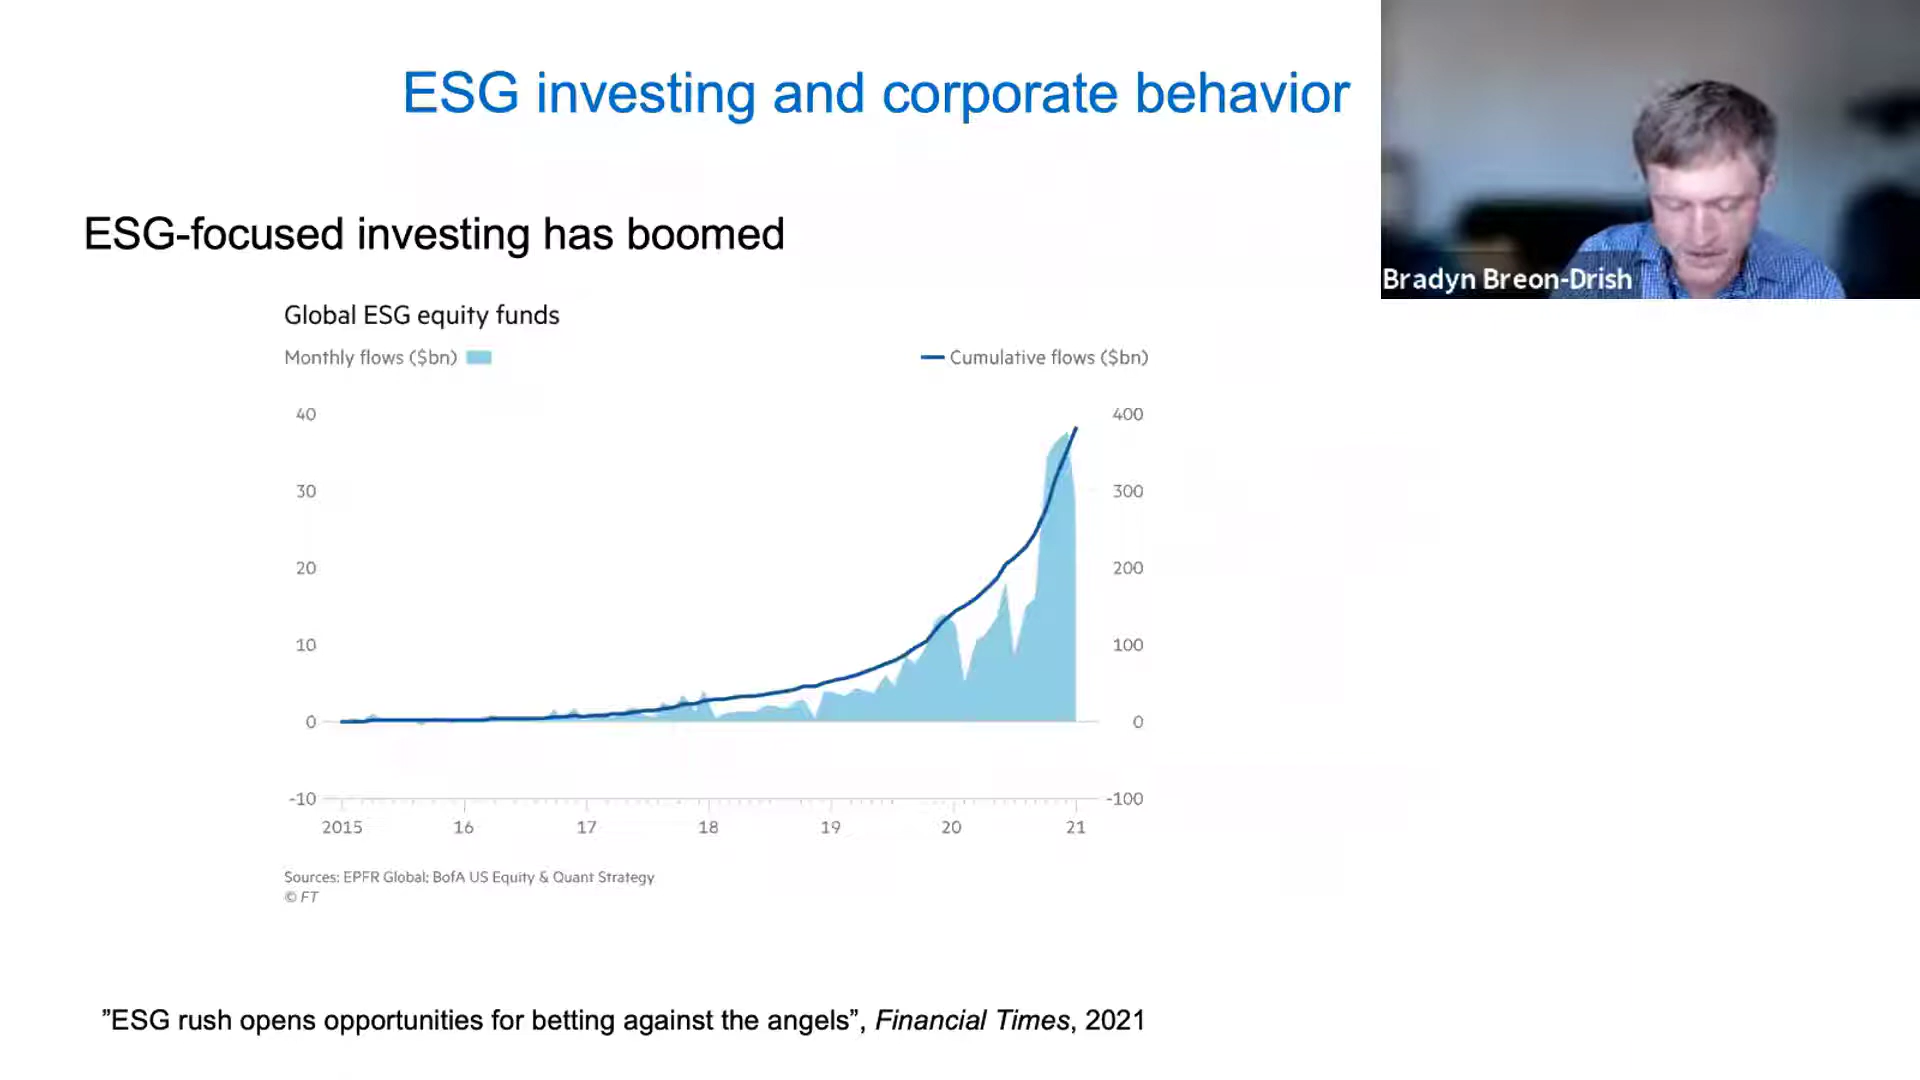 ESG investing and corporate behavior
Bradyn Breon-Drish
ESG-focused investing has boomed
Global ESG equity funds
Monthly flows ($bn)
Cumulative flows ($bn)
40 400
30 300
20 200
10 100
0 0
-10 -100
2015 16 17 18 19 20 21
Sources: EPFR Global; BofA US Equity & Quant Strategy
© FT
”ESG rush opens opportunities for betting against the angels”, Financial Times, 2021